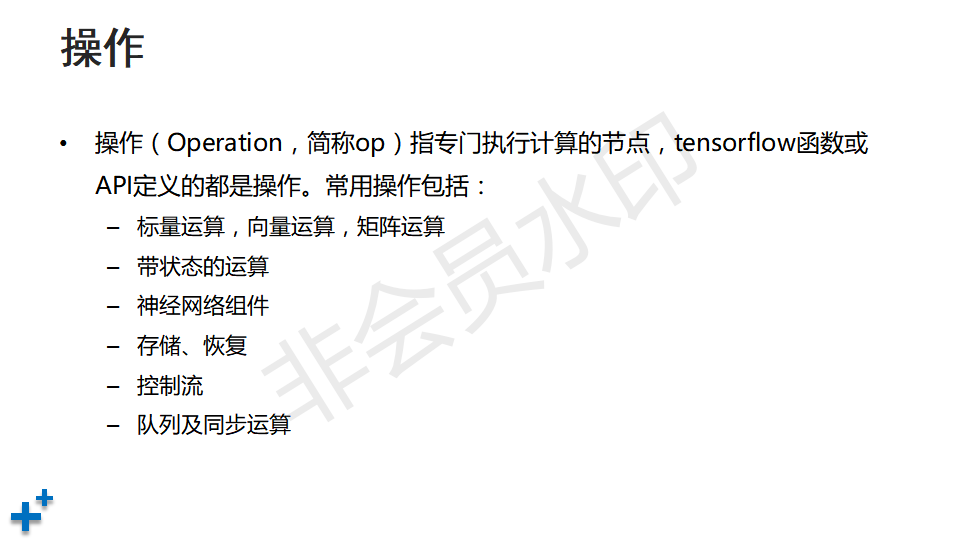 操作
• 操作（Operation，简称op）指专门执行计算的节点，tensorflow函数或
API定义的都是操作。常用操作包括：
– 标量运算，向量运算，矩阵运算
– 带状态的运算
– 神经网络组件
– 存储、恢复
– 控制流
– 队列及同步运算
非会员水印